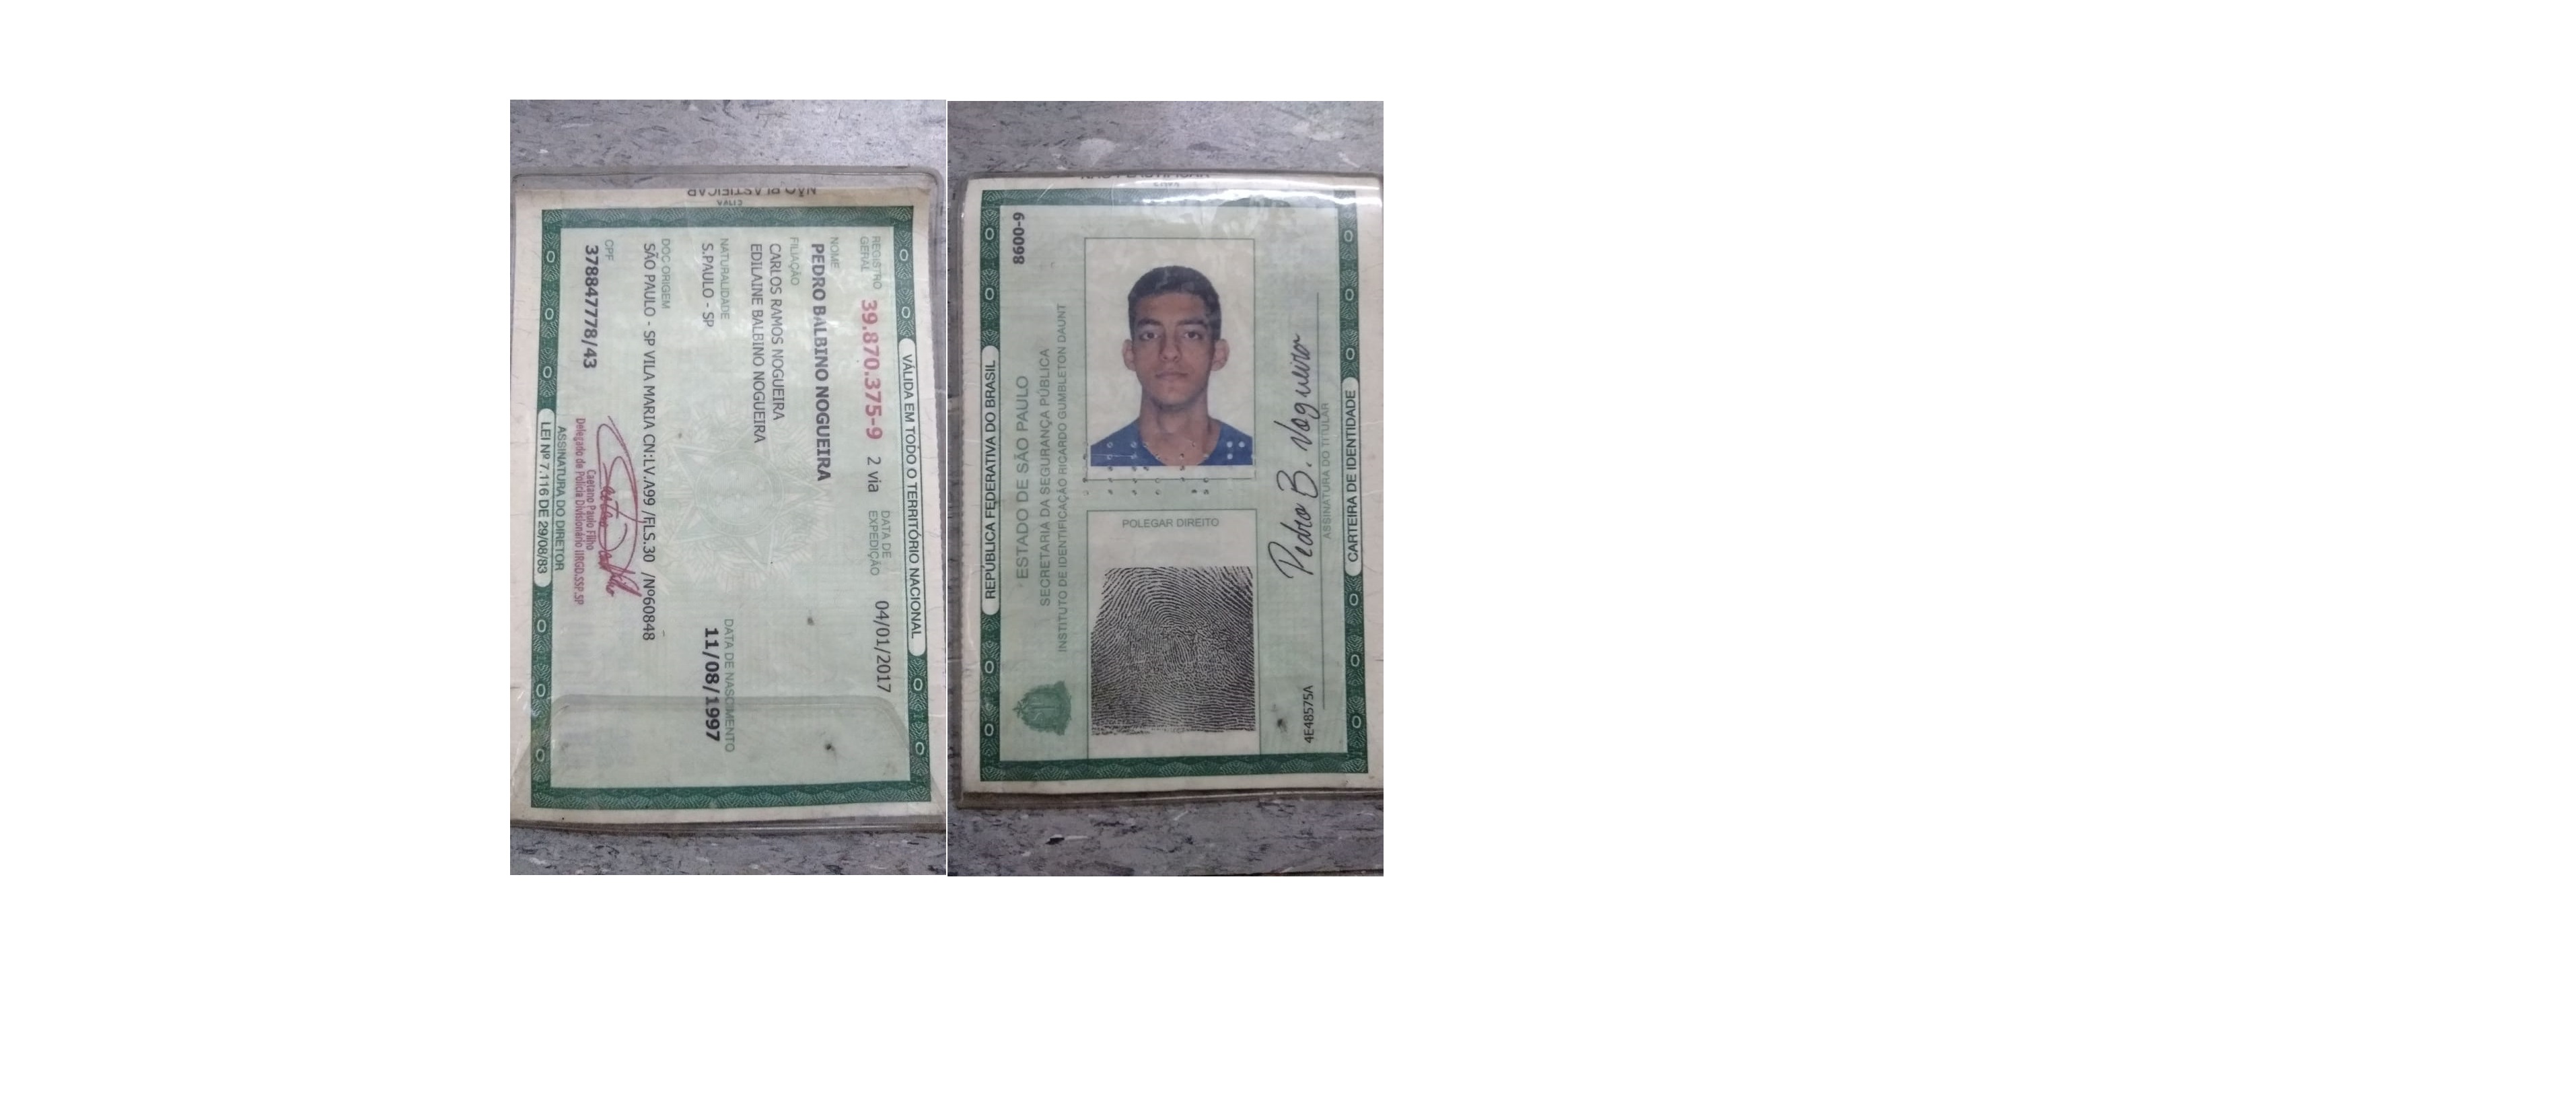 NÃO PLASTIFICAR
VÁLIDA EM TODO O TERRITÓRIO NACIONAL
REGISTRO GERAL 39.870.375-9 2 via DATA DE EXPEDIÇÃO 04/01/2017
NOME
PEDRO BALBINO NOGUEIRA
FILIAÇÃO
CARLOS RAMOS NOGUEIRA
EDILAINE BALBINO NOGUEIRA
NATURALIDADE DATA DE NASCIMENTO
S.PAULO - SP 11/08/1997
DOC ORIGEM
SÃO PAULO - SP VILA MARIA CN:LV.A99 /FLS.30 /Nº60848
CPF
378847778/43
Caetano Paulo Filho
Delegado de Polícia Divisionário IIRGD.SSP.SP
ASSINATURA DO DIRETOR
LEI Nº 7.116 DE 29/08/83
8600-9
REPÚBLICA FEDERATIVA DO BRASIL
ESTADO DE SÃO PAULO
SECRETARIA DA SEGURANÇA PÚBLICA
INSTITUTO DE IDENTIFICAÇÃO RICARDO GUMBLETON DAUNT
POLEGAR DIREITO
Pedro B. Nogueira
ASSINATURA DO TITULAR
4E48575A
CARTEIRA DE IDENTIDADE